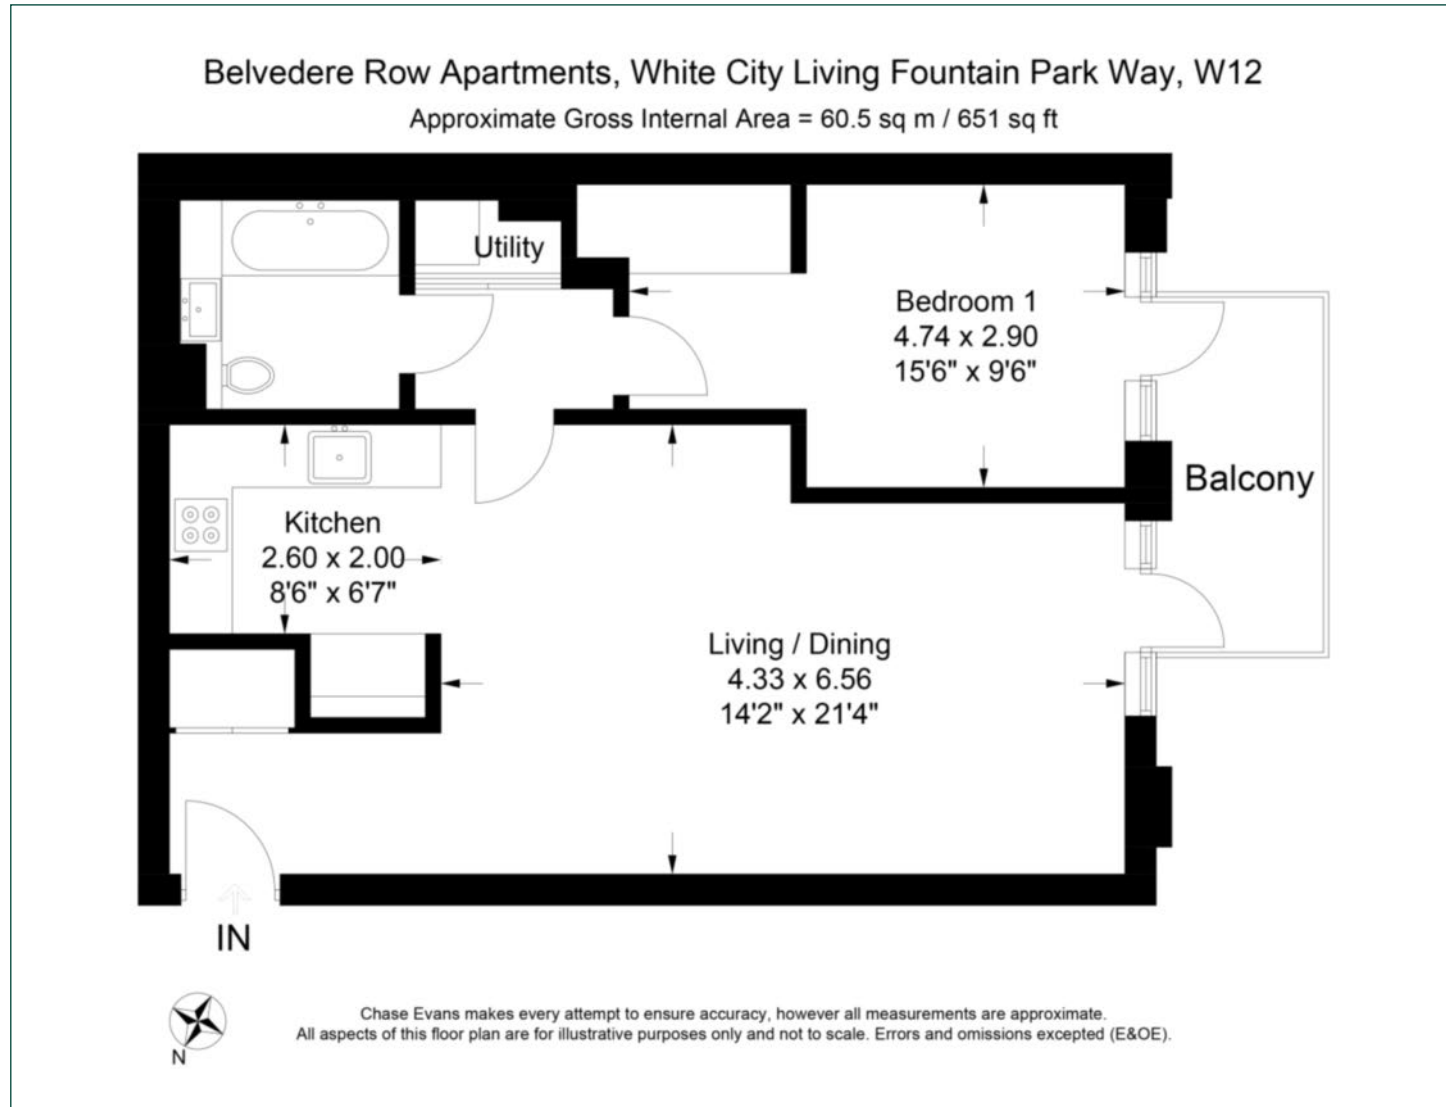 Belvedere Row Apartments, White City Living Fountain Park Way, W12
Approximate Gross Internal Area = 60.5 sq m / 651 sq ft
Utility
Bedroom 1
4.74 x 2.90
15'6" x 9'6"
Balcony
Kitchen
2.60 x 2.00
8'6" x 6'7"
Living / Dining
4.33 x 6.56
14'2" x 21'4"
IN
N
Chase Evans makes every attempt to ensure accuracy, however all measurements are approximate.
All aspects of this floor plan are for illustrative purposes only and not to scale. Errors and omissions excepted (E&OE).